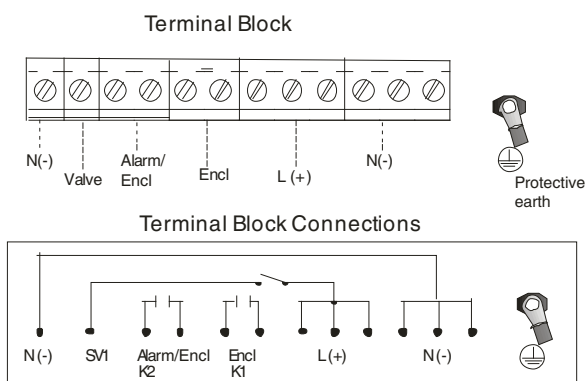 Terminal Block
N(-) Valve Alarm/ Encl Encl L (+) N(-) Protective earth
Terminal Block Connections
N (-) SV1 Alarm/Encl K2 Encl K1 L (+) N (-)